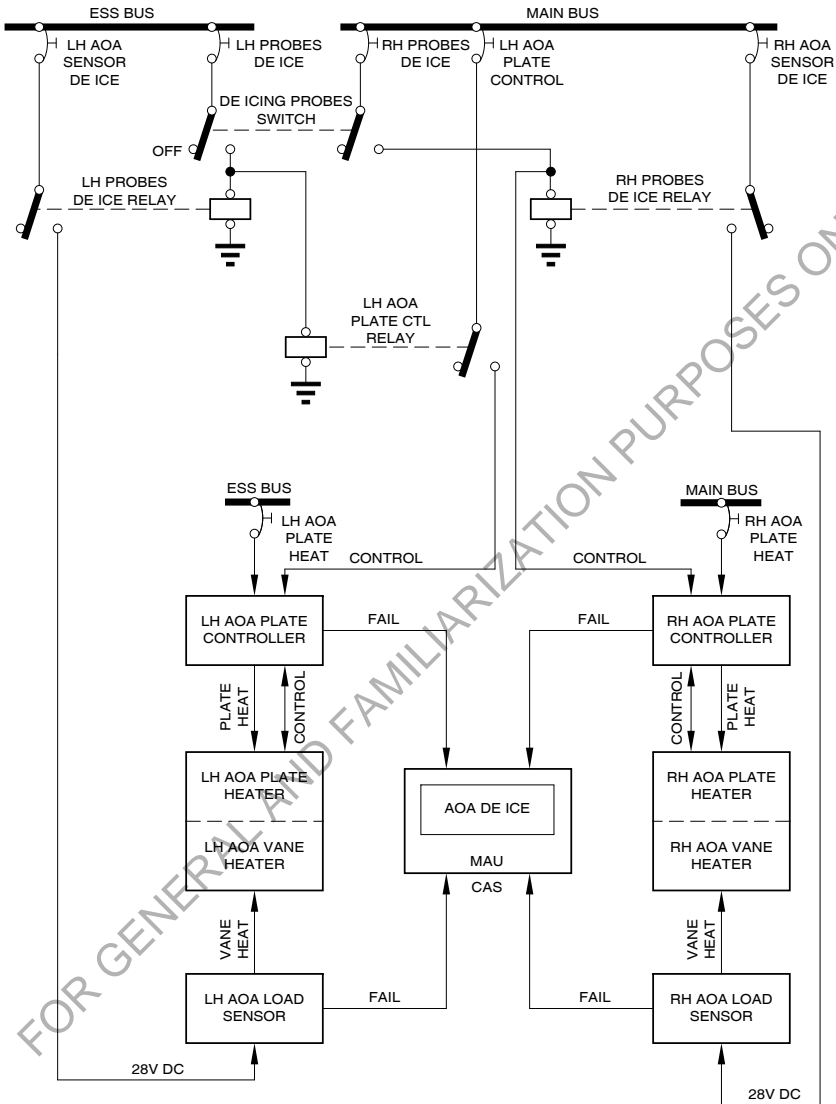 ESS BUS
MAIN BUS
LH AOA
SENSOR
DE ICE
LH PROBES
DE ICE
RH PROBES
DE ICE
LH AOA
PLATE
CONTROL
RH AOA
SENSOR
DE ICE
DE ICING PROBES
SWITCH
OFF
LH PROBES
DE ICE RELAY
RH PROBES
DE ICE RELAY
LH AOA
PLATE CTL
RELAY
ESS BUS
MAIN BUS
LH AOA
PLATE
HEAT
RH AOA
PLATE
HEAT
CONTROL
CONTROL
LH AOA PLATE
CONTROLLER
FAIL
FAIL
RH AOA PLATE
CONTROLLER
PLATE
HEAT
CONTROL
CONTROL
PLATE
HEAT
LH AOA PLATE
HEATER
LH AOA VANE
HEATER
AOA DE ICE
MAU
CAS
RH AOA PLATE
HEATER
RH AOA VANE
HEATER
VANE
HEAT
VANE
HEAT
LH AOA LOAD
SENSOR
FAIL
FAIL
RH AOA LOAD
SENSOR
28V DC
28V DC
FOR GENERAL AND FAMILIARIZATION PURPOSES